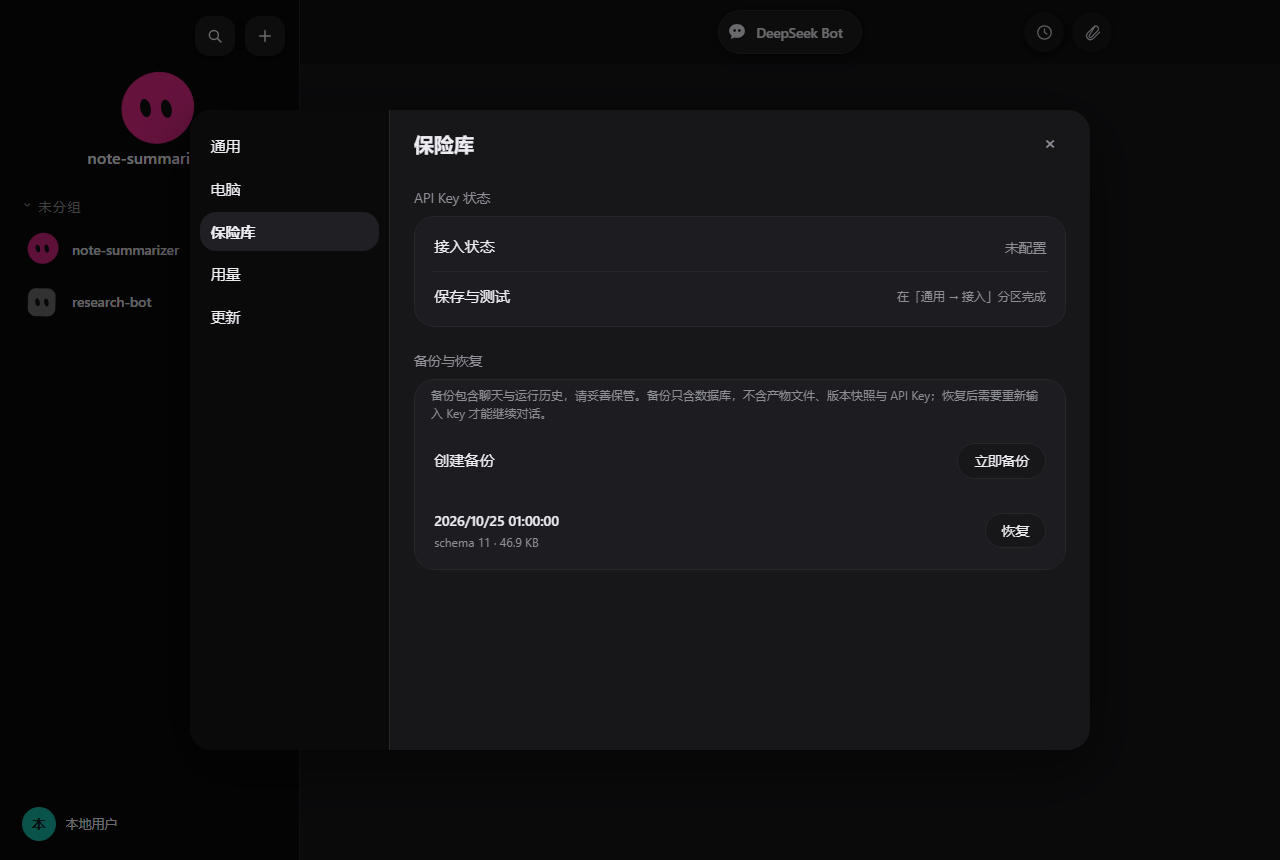 DeepSeek Bot
note-summari
未分组
note-summarizer
research-bot
本 本地用户
通用
电脑
保险库
用量
更新
保险库
×
API Key 状态
接入状态 未配置
保存与测试 在「通用 → 接入」分区完成
备份与恢复
备份包含聊天与运行历史，请妥善保管。备份只含数据库，不含产物文件、版本快照与 API Key；恢复后需要重新输
入 Key 才能继续对话。
创建备份 立即备份
2026/10/25 01:00:00
schema 11 · 46.9 KB
恢复